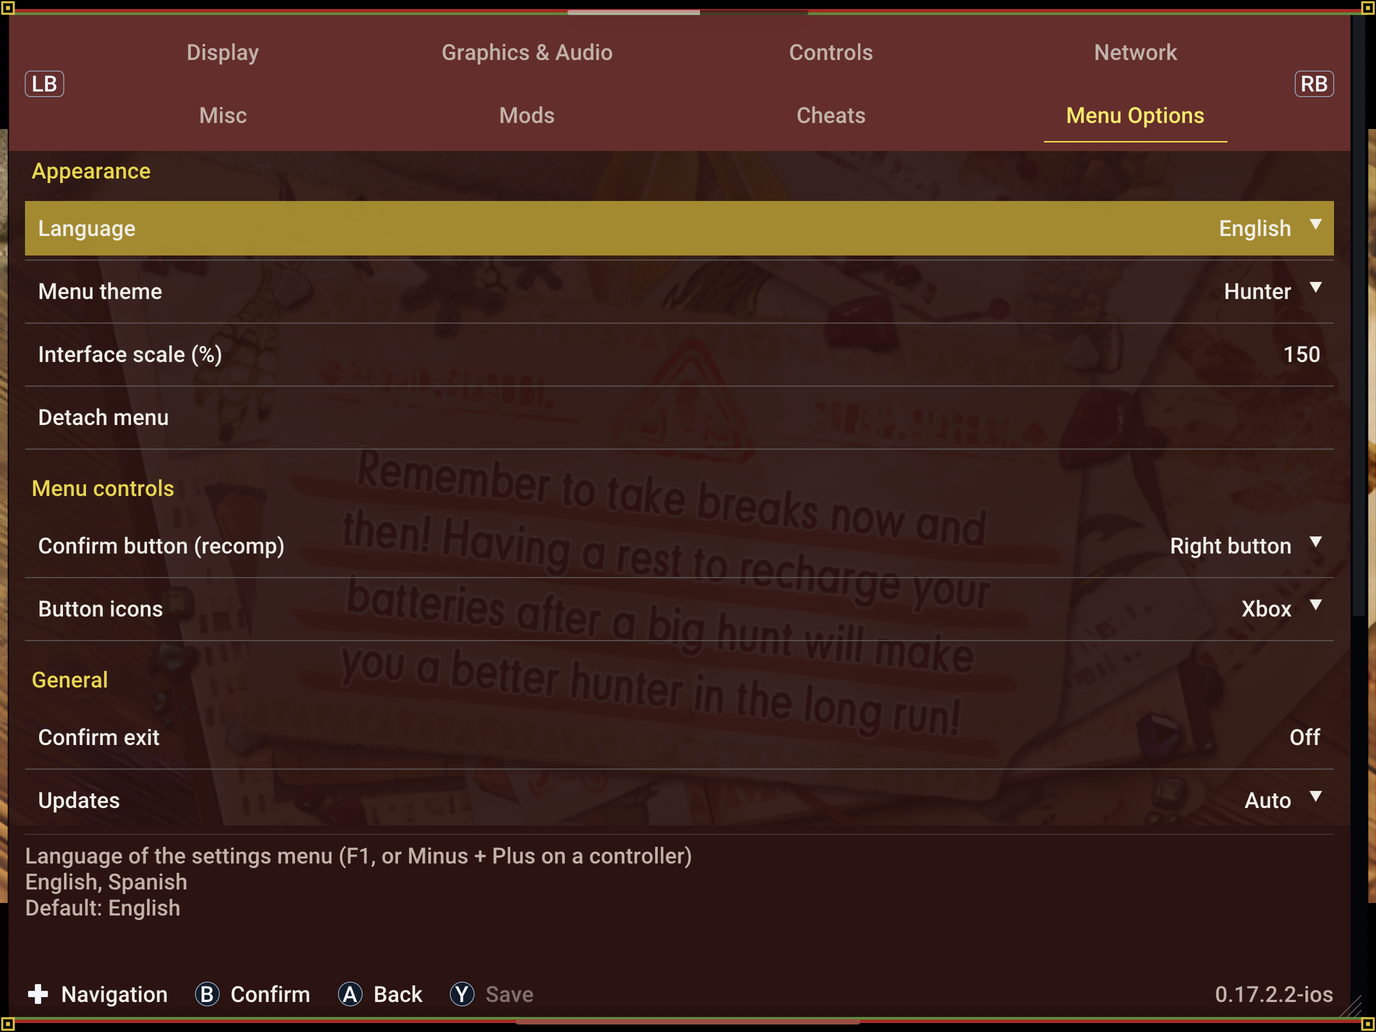 Display
Graphics & Audio
Controls
Network
LB
RB
Misc
Mods
Cheats
Menu Options
Appearance
Language English
Menu theme Hunter
Interface scale (%) 150
Detach menu
Remember to take breaks now and
then! Having a rest to recharge your
batteries after a big hunt will make
you a better hunter in the long run!
Menu controls
Confirm button (recomp) Right button
Button icons Xbox
General
Confirm exit Off
Updates Auto
Language of the settings menu (F1, or Minus + Plus on a controller)
English, Spanish
Default: English
Navigation B Confirm A Back Y Save
0.17.2.2-ios